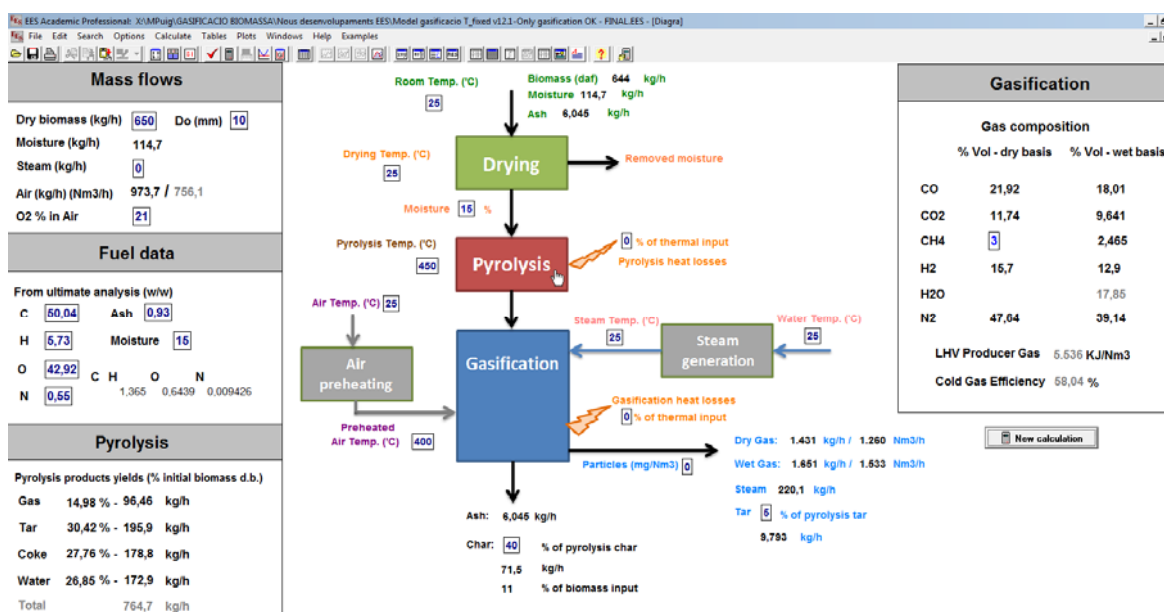 EES Academic Professional: X:\MPuig\GASIFICACIO BIOMASSA\Nous desenvolupaments EES\Model gasificacio T_fixed v12.1-Only gasification OK - FINAL.EES - [Diagra]
File Edit Search Options Calculate Tables Plots Windows Help Examples
Mass flows
Dry biomass (kg/h) 650 Do (mm) 10
Moisture (kg/h) 114,7
Steam (kg/h) 0
Air (kg/h) (Nm3/h) 973,7 / 756,1
O2 % in Air 21
Fuel data
From ultimate analysis (w/w)
C 50,04 Ash 0,93
H 5,73 Moisture 15
O 42,92 C H O N
1,365 0,6439 0,009426
N 0,55
Pyrolysis
Pyrolysis products yields (% initial biomass d.b.)
Gas 14,98 % - 96,46 kg/h
Tar 30,42 % - 195,9 kg/h
Coke 27,76 % - 178,8 kg/h
Water 26,85 % - 172,9 kg/h
Total 764,7 kg/h
Room Temp. (°C)
25
Biomass (daf) 644 kg/h
Moisture 114,7 kg/h
Ash 6,045 kg/h
Drying Temp. (°C)
25
Drying
Removed moisture
Moisture 15 %
Pyrolysis Temp. (°C)
450
Pyrolysis
0 % of thermal input
Pyrolysis heat losses
Air Temp. (°C) 25
Air preheating
Preheated
Air Temp. (°C) 400
Gasification
Steam Temp. (°C)
25
Steam generation
Water Temp. (°C)
25
Gasification heat losses
0 % of thermal input
Particles (mg/Nm3) 0
Dry Gas: 1.431 kg/h / 1.260 Nm3/h
Wet Gas: 1.651 kg/h / 1.533 Nm3/h
Steam 220,1 kg/h
Tar 5 % of pyrolysis tar
9,793 kg/h
Ash: 6,045 kg/h
Char: 40 % of pyrolysis char
71,5 kg/h
11 % of biomass input
Gasification
Gas composition
% Vol - dry basis % Vol - wet basis
CO 21,92 18,01
CO2 11,74 9,641
CH4 3 2,465
H2 15,7 12,9
H2O 17,85
N2 47,64 39,14
LHV Producer Gas 5.536 KJ/Nm3
Cold Gas Efficiency 58,04 %
New calculation